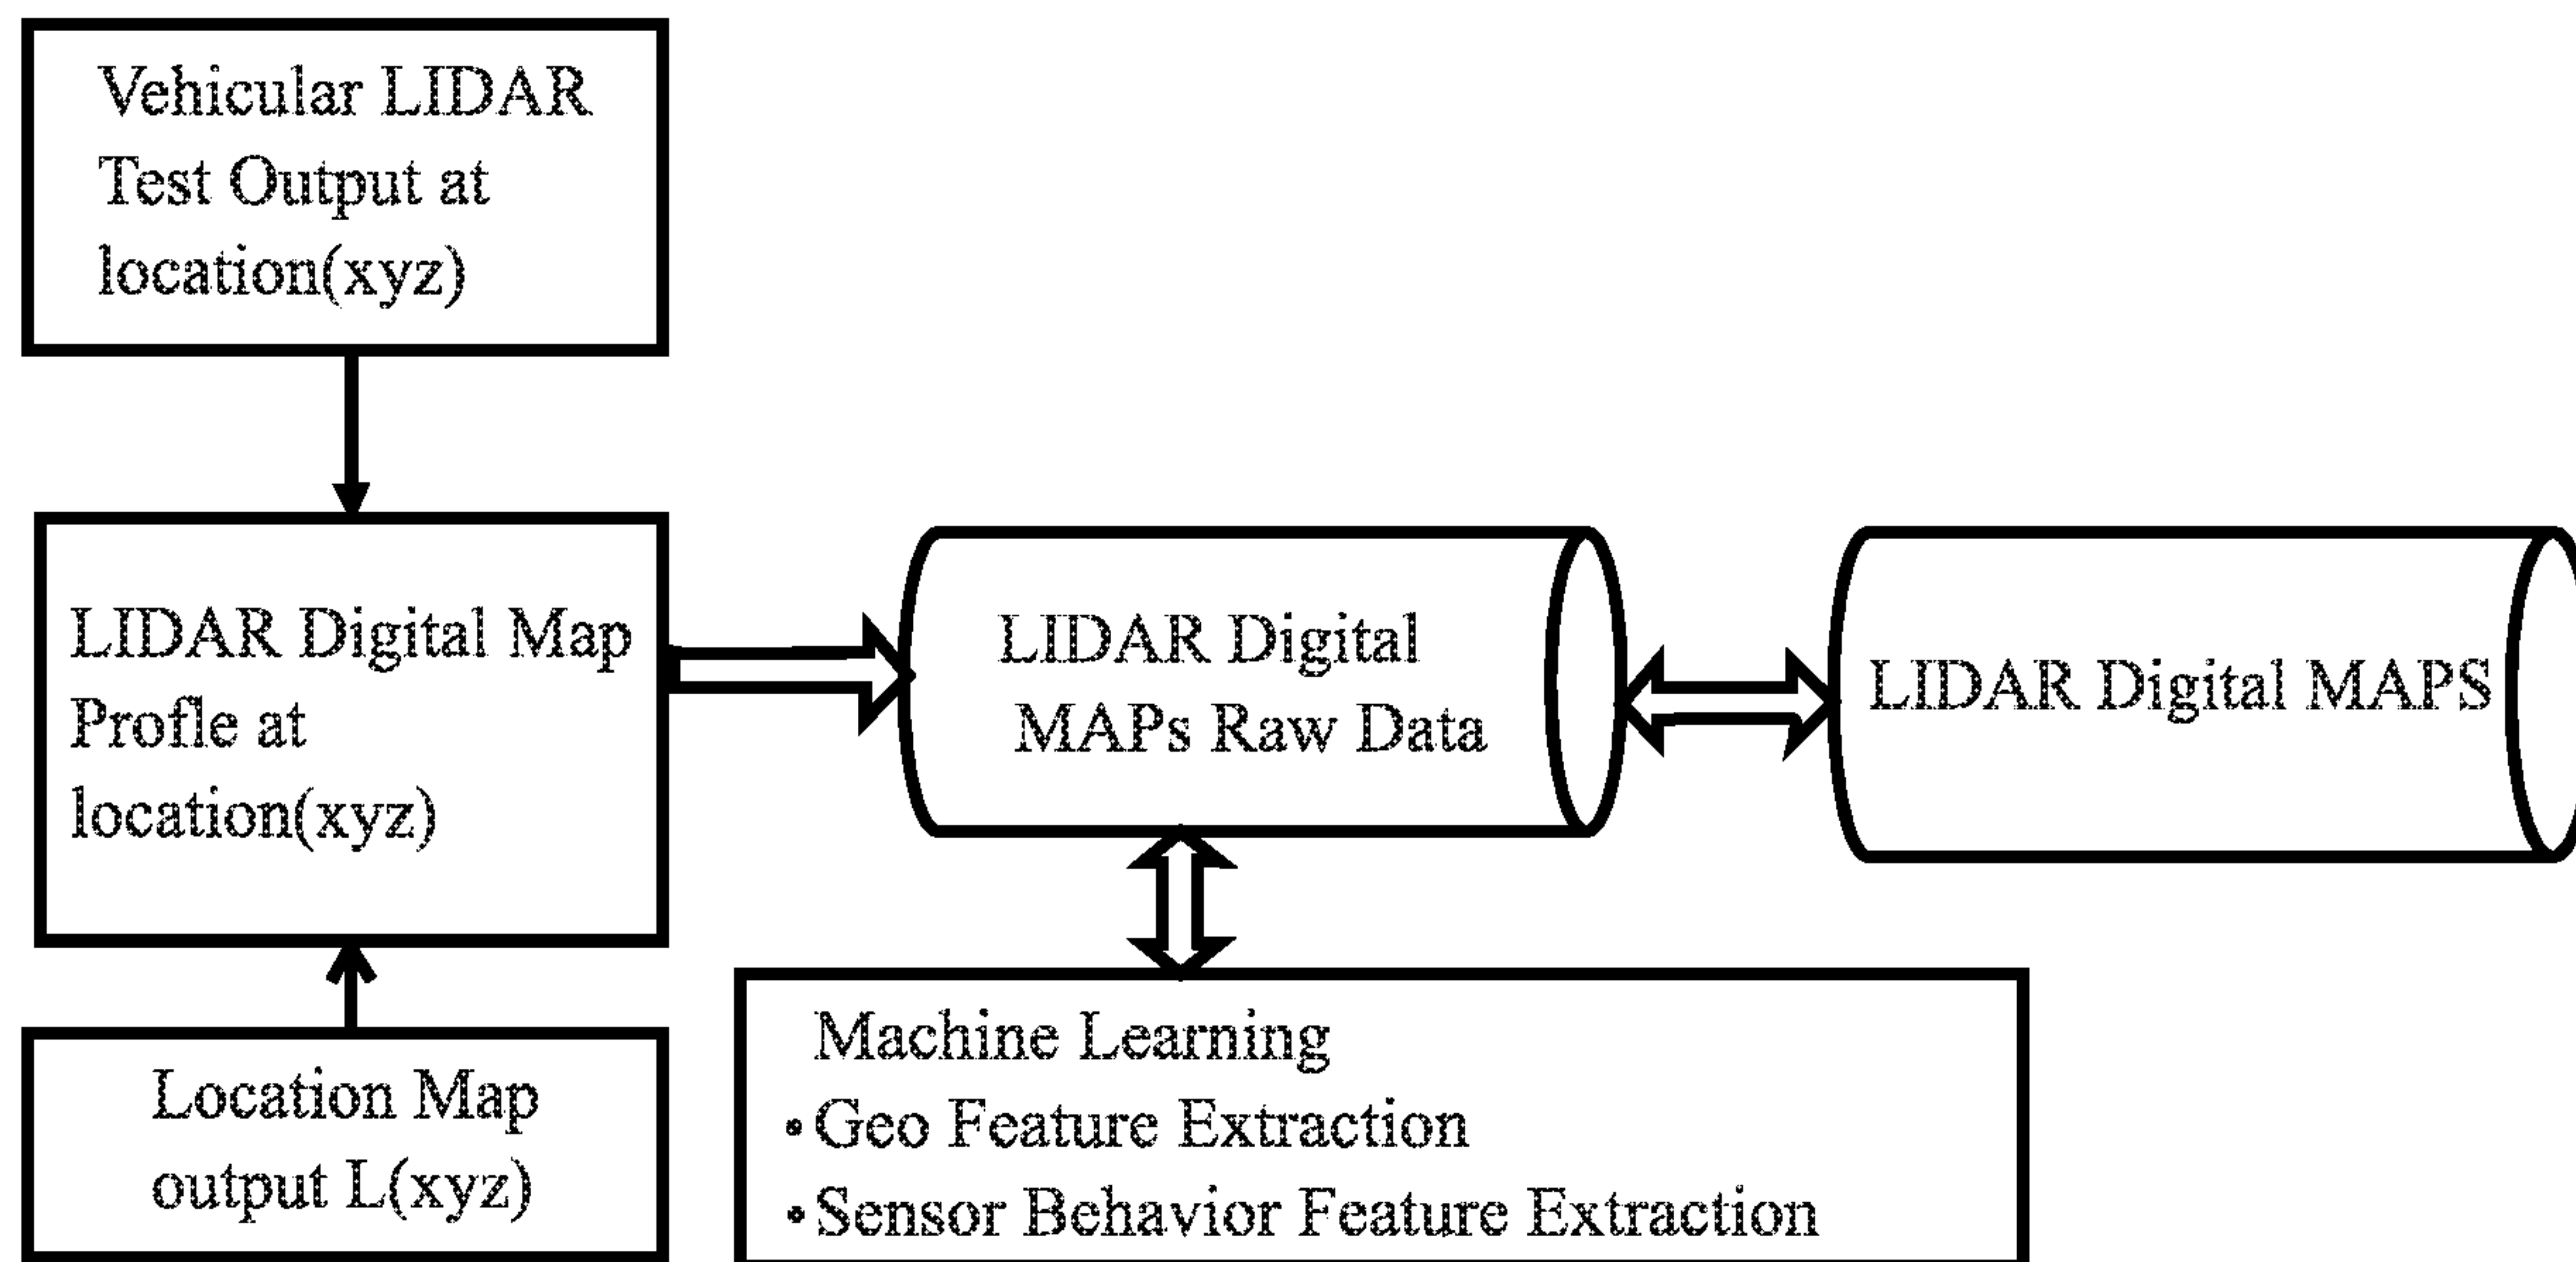 Vehicular LIDAR
Test Output at
location(xyz)
LIDAR Digital Map
Profle at
location(xyz)
Location Map
output L(xyz)
LIDAR Digital
MAPs Raw Data
LIDAR Digital MAPS
Machine Learning
• Geo Feature Extraction
• Sensor Behavior Feature Extraction